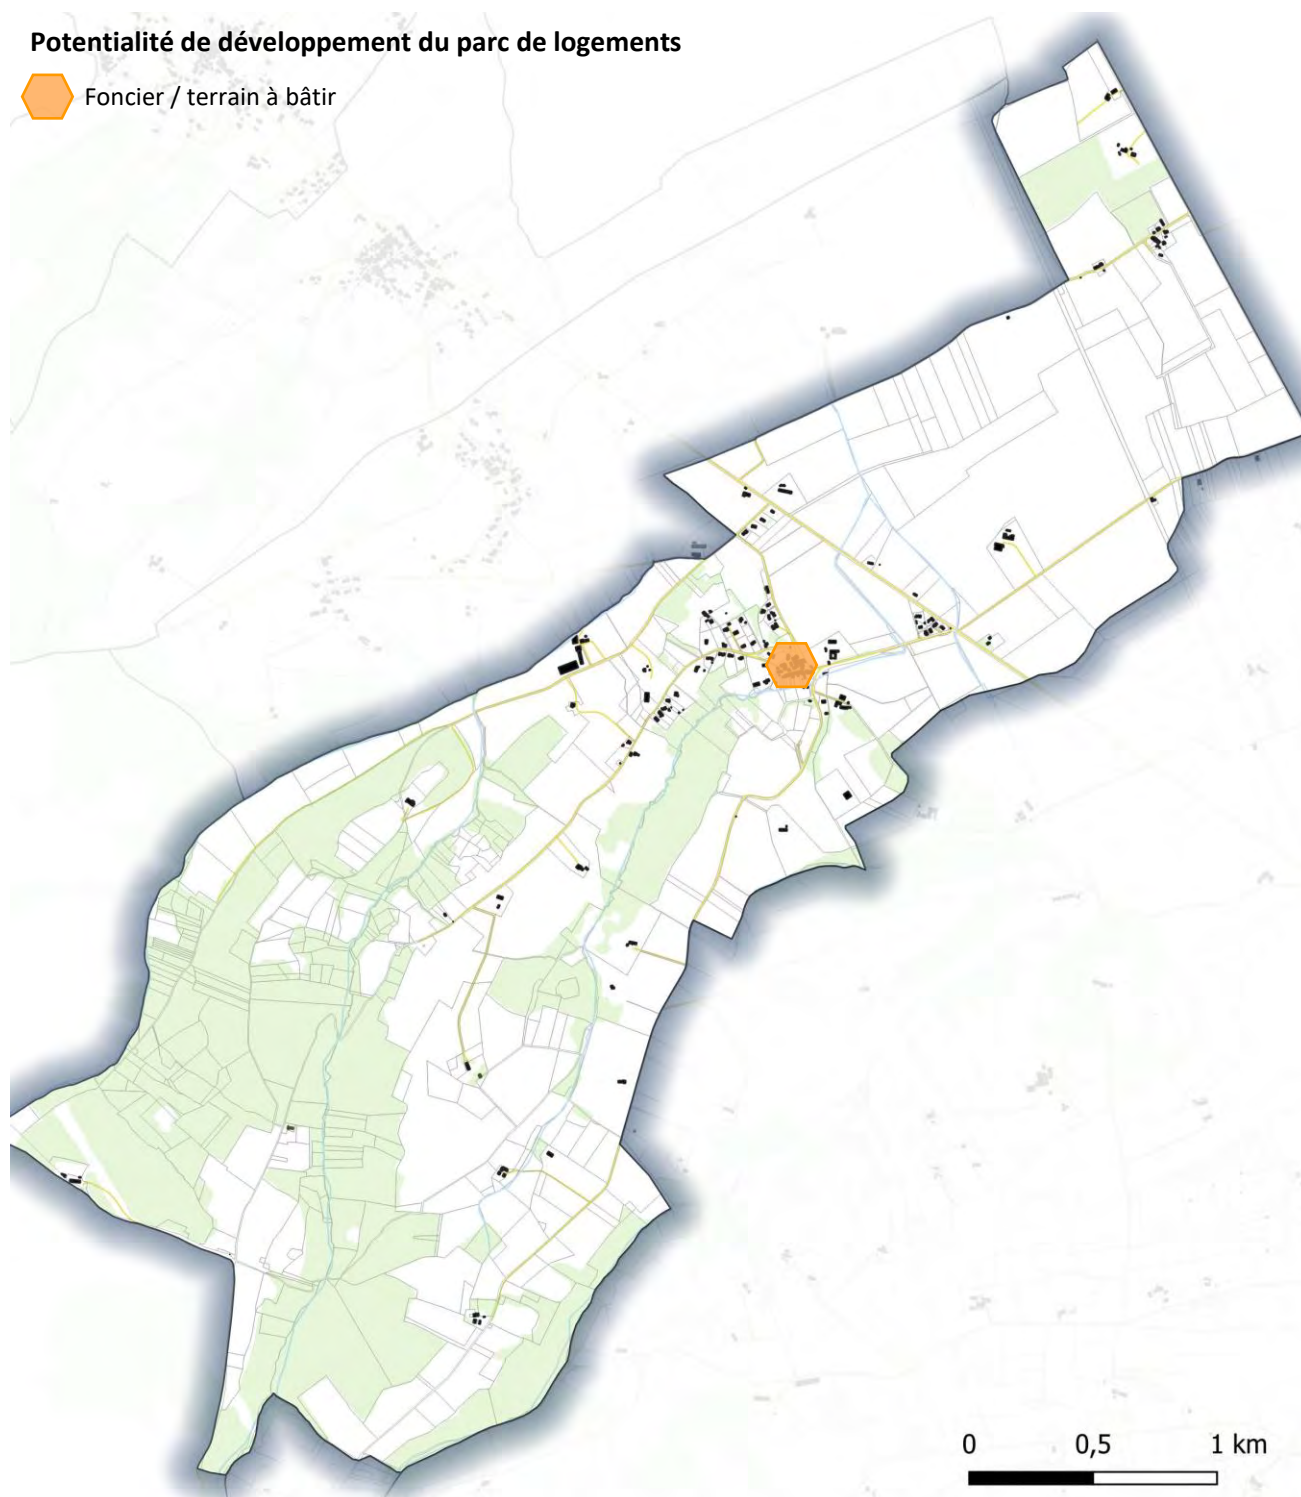 Potentialité de développement du parc de logements
Foncier / terrain à bâtir
0 0,5 1 km